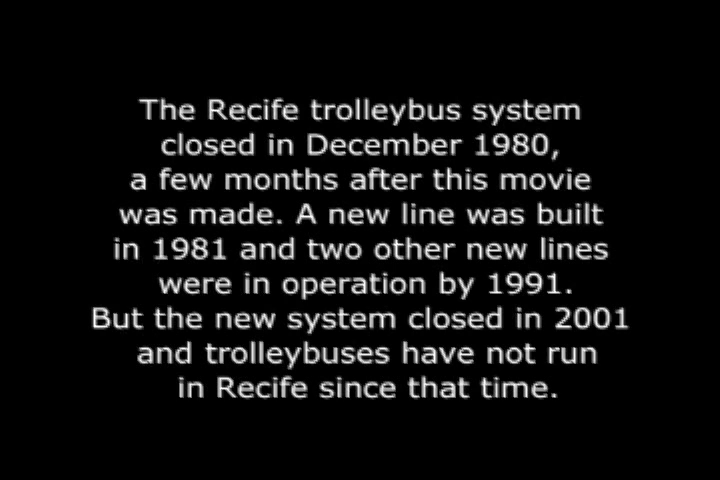 The Recife trolleybus system
closed in December 1980,
a few months after this movie
was made. A new line was built
in 1981 and two other new lines
were in operation by 1991.
But the new system closed in 2001
and trolleybuses have not run
in Recife since that time.